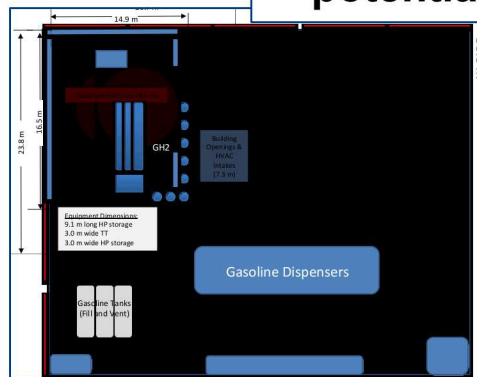 potentia
14.9 m
16.5 m
23.8 m
GH2
Building
Openings &
HVAC
Intakes
(7.3 m)
Equipment Dimensions:
9.1 m long HP storage
3.0 m wide TT
3.0 m wide HP storage
Gasoline Dispensers
Gasoline Tanks
(Fill and Vent)